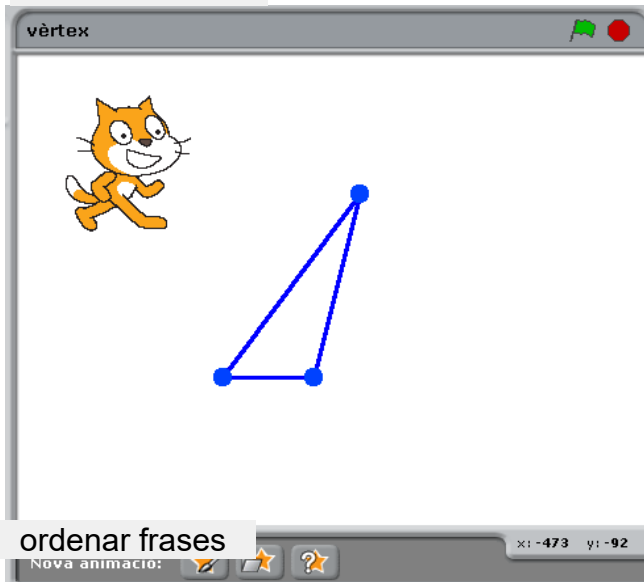 vèrtex
x: -473 y: -92
ordenar frases
Nova animació: